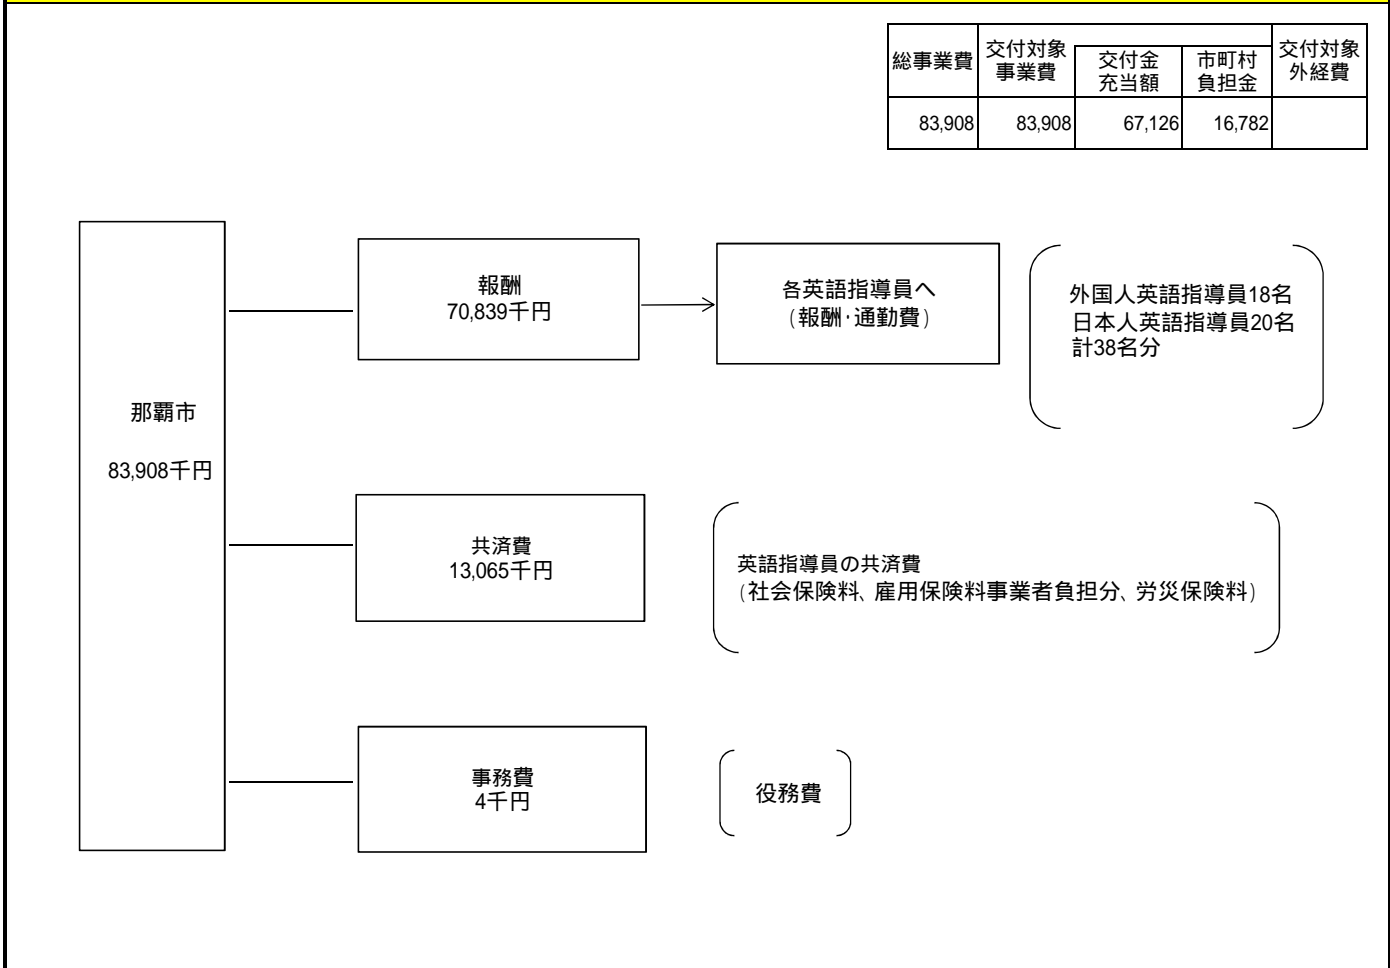 総事業費
交付対象
事業費
交付金
充当額
市町村
負担金
交付対象
外経費
83,908
83,908
67,126
16,782
那覇市
83,908千円
報酬
70,839千円
各英語指導員へ
(報酬・通勤費)
外国人英語指導員18名
日本人英語指導員20名
計38名分
共済費
13,065千円
英語指導員の共済費
(社会保険料、雇用保険料事業者負担分、労災保険料)
事務費
4千円
役務費